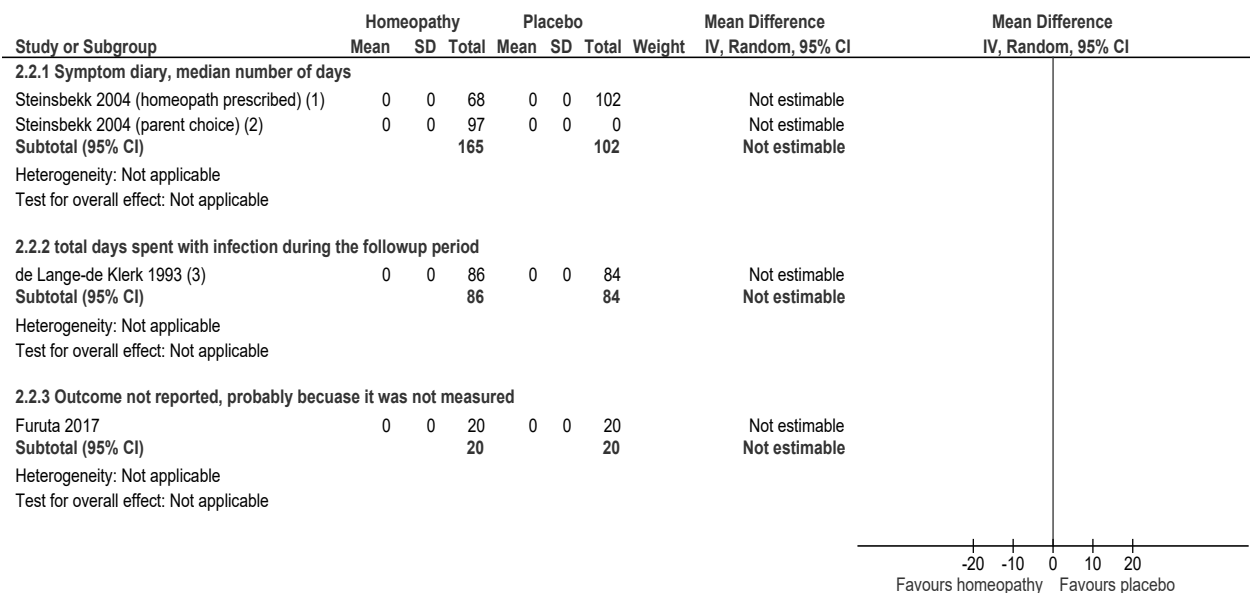 Homeopathy Placebo Mean Difference Mean Difference
Study or Subgroup Mean SD Total Mean SD Total Weight IV, Random, 95% CI IV, Random, 95% CI
2.2.1 Symptom diary, median number of days
Steinsbekk 2004 (homeopath prescribed) (1) 0 0 68 0 0 102 Not estimable
Steinsbekk 2004 (parent choice) (2) 0 0 97 0 0 0 Not estimable
Subtotal (95% CI) 165 102 Not estimable
Heterogeneity: Not applicable
Test for overall effect: Not applicable
2.2.2 total days spent with infection during the followup period
de Lange-de Klerk 1993 (3) 0 0 86 0 0 84 Not estimable
Subtotal (95% CI) 86 84 Not estimable
Heterogeneity: Not applicable
Test for overall effect: Not applicable
2.2.3 Outcome not reported, probably becuase it was not measured
Furuta 2017 0 0 20 0 0 20 Not estimable
Subtotal (95% CI) 20 20 Not estimable
Heterogeneity: Not applicable
Test for overall effect: Not applicable
-20 -10 0 10 20
Favours homeopathy Favours placebo